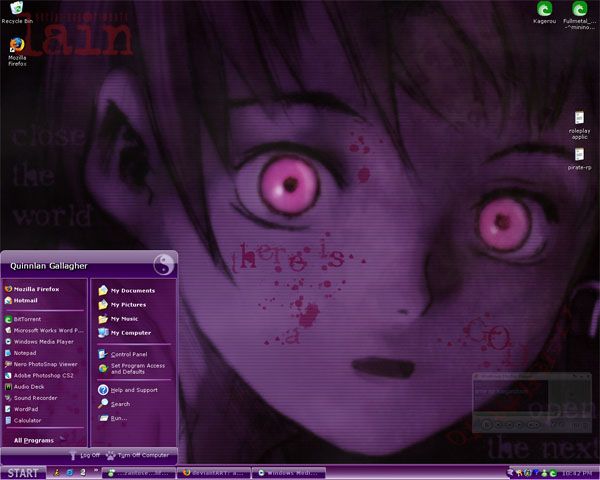 serial experiments
lain
Recycle Bin
Mozilla
Firefox
Kagerou
Fullmetal_...
-^minino...
roleplay
applic
pirate-rp
close
the
world
there is
a
open
the next
Quinnlan Gallagher
Mozilla Firefox
Hotmail
BitTorrent
Microsoft Works Word P...
Windows Media Player
Notepad
Nero PhotoSnap Viewer
Adobe Photoshop CS2
Audio Deck
Sound Recorder
WordPad
Calculator
All Programs
My Documents
My Pictures
My Music
My Computer
Control Panel
Set Program Access
and Defaults
Help and Support
Search
Run...
Log Off
Turn Off Computer
START
deviantART: a...
Windows Medi...
10:42 PM